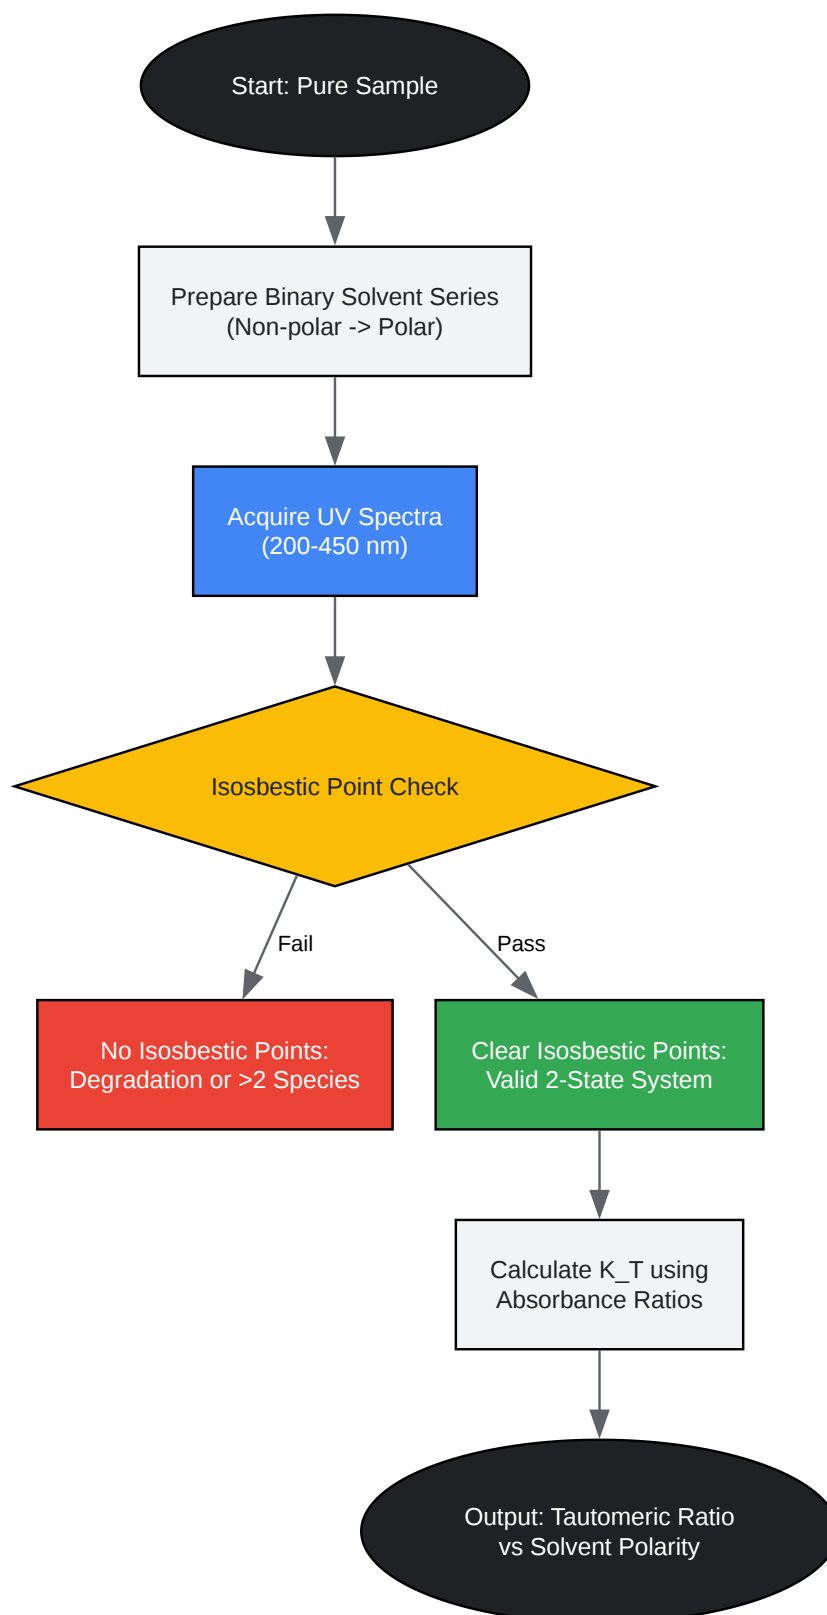 Start: Pure Sample
Prepare Binary Solvent Series
(Non-polar -> Polar)
Acquire UV Spectra
(200-450 nm)
Isosbestic Point Check
Fail
Pass
No Isosbestic Points:
Degradation or >2 Species
Clear Isosbestic Points:
Valid 2-State System
Calculate K_T using
Absorbance Ratios
Output: Tautomeric Ratio
vs Solvent Polarity